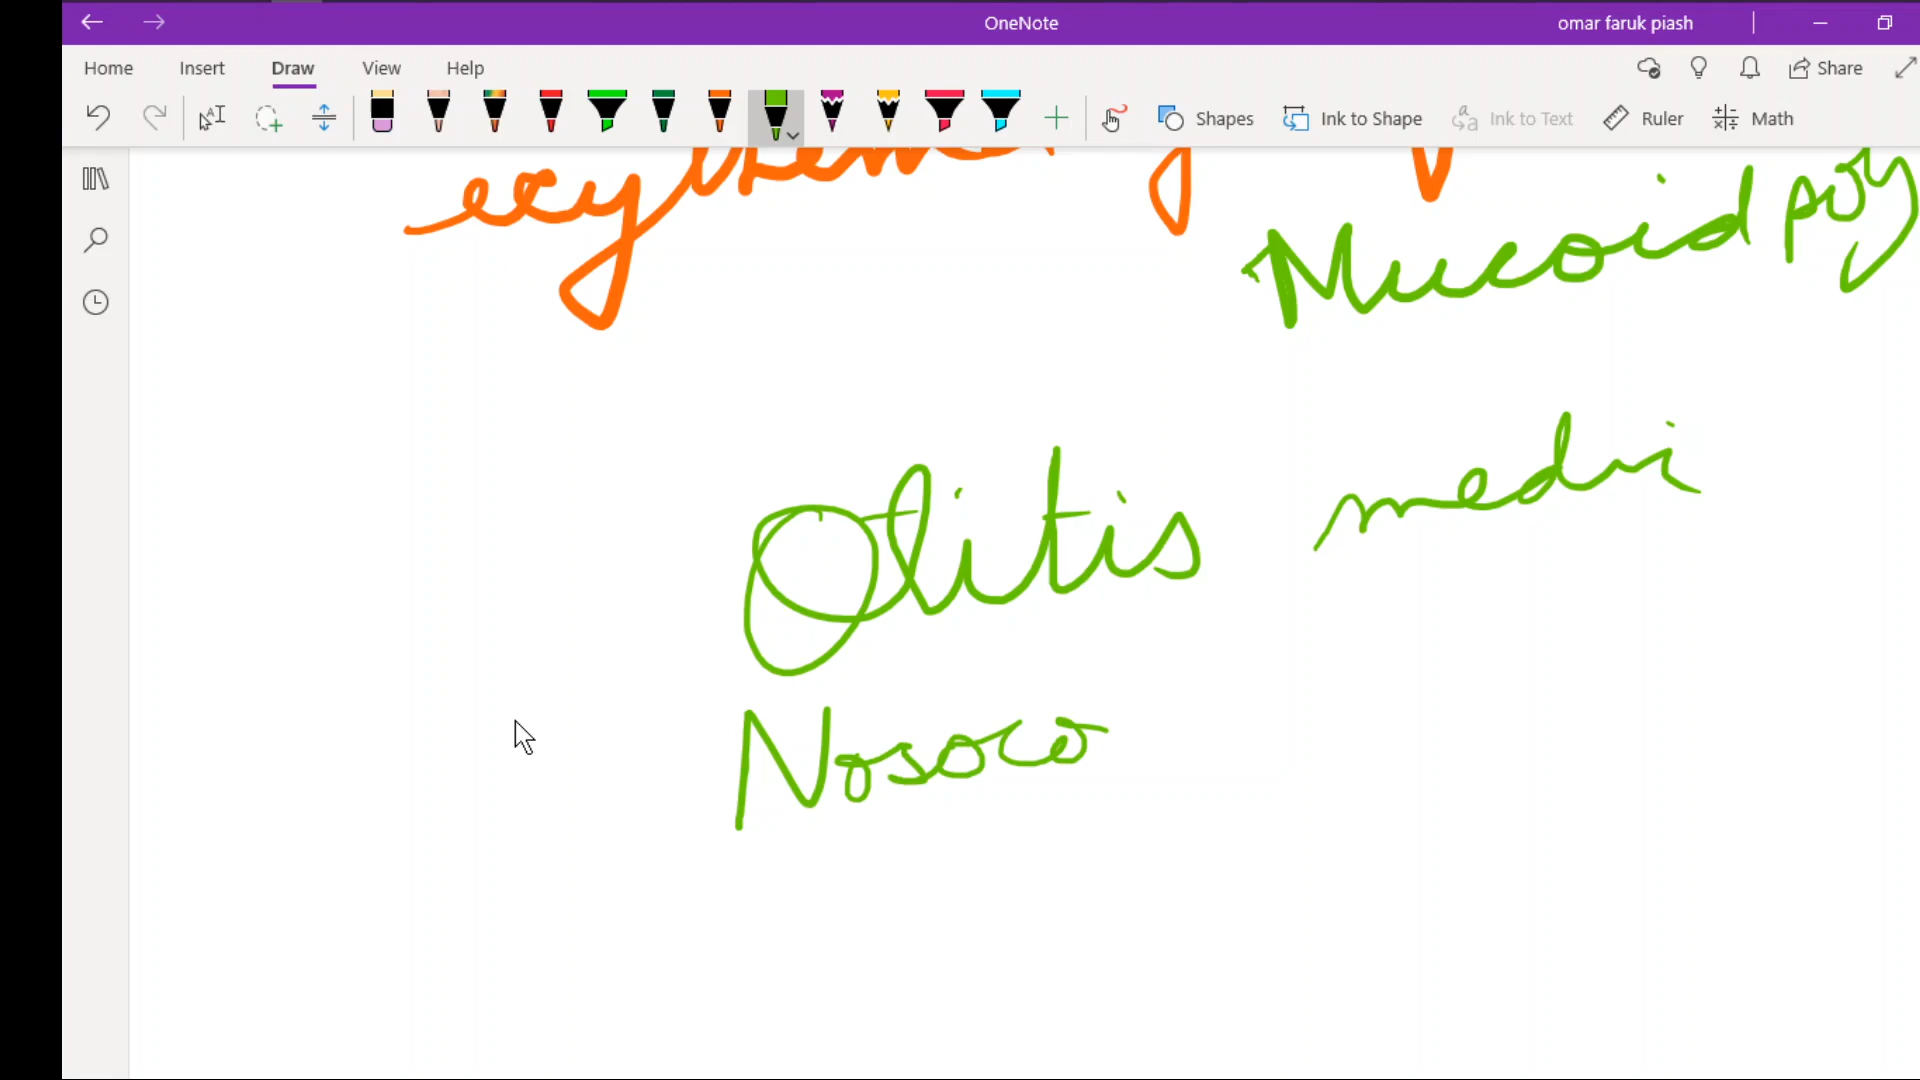 OneNote omar faruk piash
Home Insert Draw View Help Share
Shapes Ink to Shape Ink to Text Ruler Math
Mucoid poly
Otitis medi
Nosoco